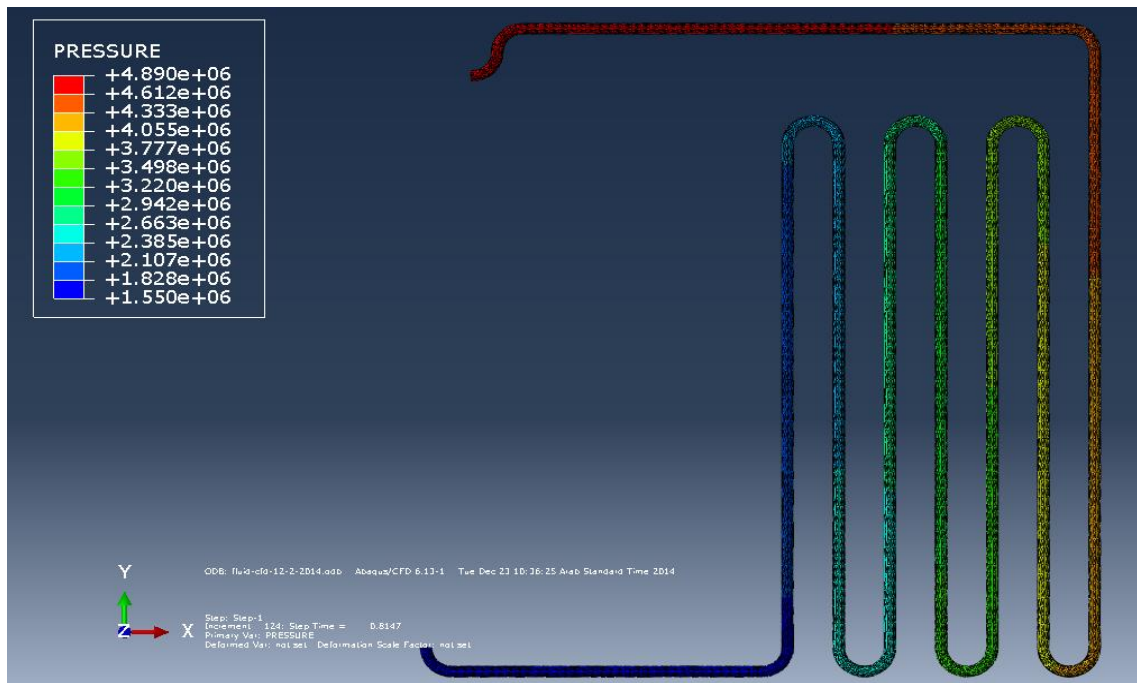 PRESSURE
+4.890e+06
+4.612e+06
+4.333e+06
+4.055e+06
+3.777e+06
+3.498e+06
+3.220e+06
+2.942e+06
+2.663e+06
+2.385e+06
+2.107e+06
+1.828e+06
+1.550e+06
Y
Z
X
ODB: fluid-cfd-12-2-2014.odb Abaqus/CFD 6.13-1 Tue Dec 23 10:36:25 Arab Standard Time 2014
Step: Step-1
Increment 124: Step Time = 0.8147
Primary Var: PRESSURE
Deformed Var: not set Deformation Scale Factor: not set